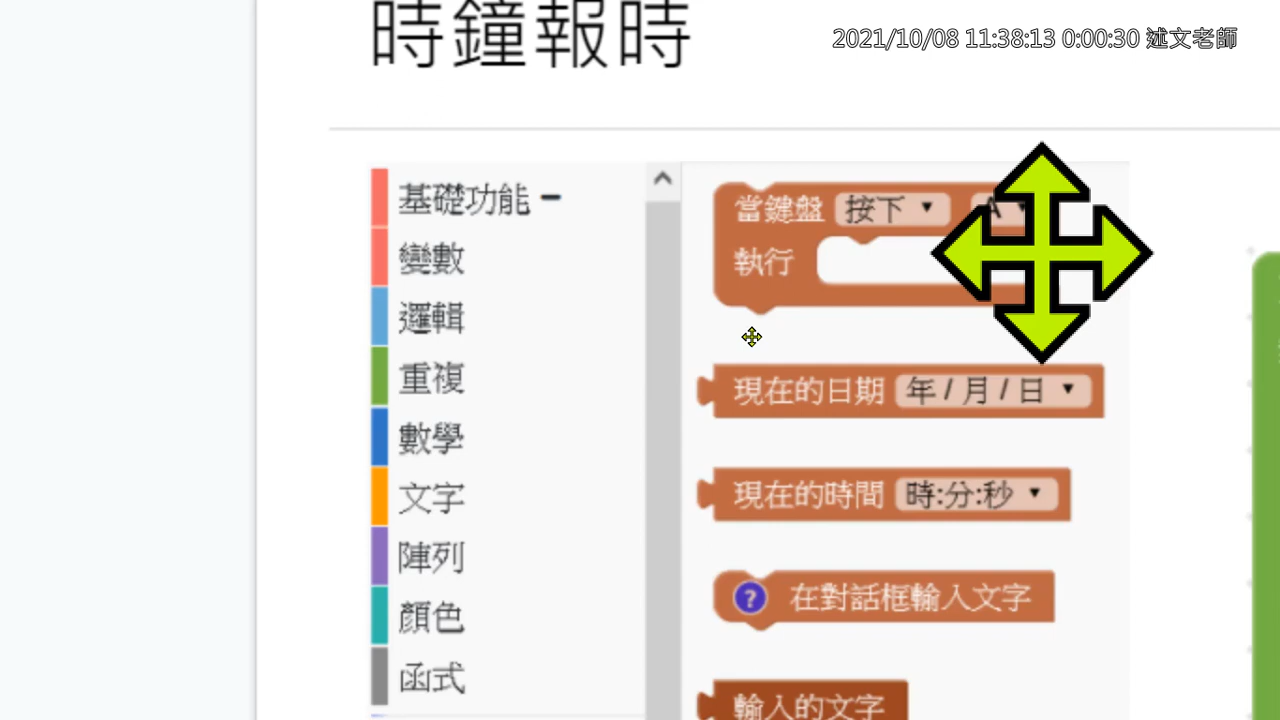 時鐘報時
2021/10/08 11:38:13 0:00:30 述文老師
基礎功能
變數
邏輯
重複
數學
文字
陣列
顏色
函式
當鍵盤 按下 A
執行
現在的日期 年 / 月 / 日
現在的時間 時:分:秒
? 在對話框輸入文字
輸入的文字